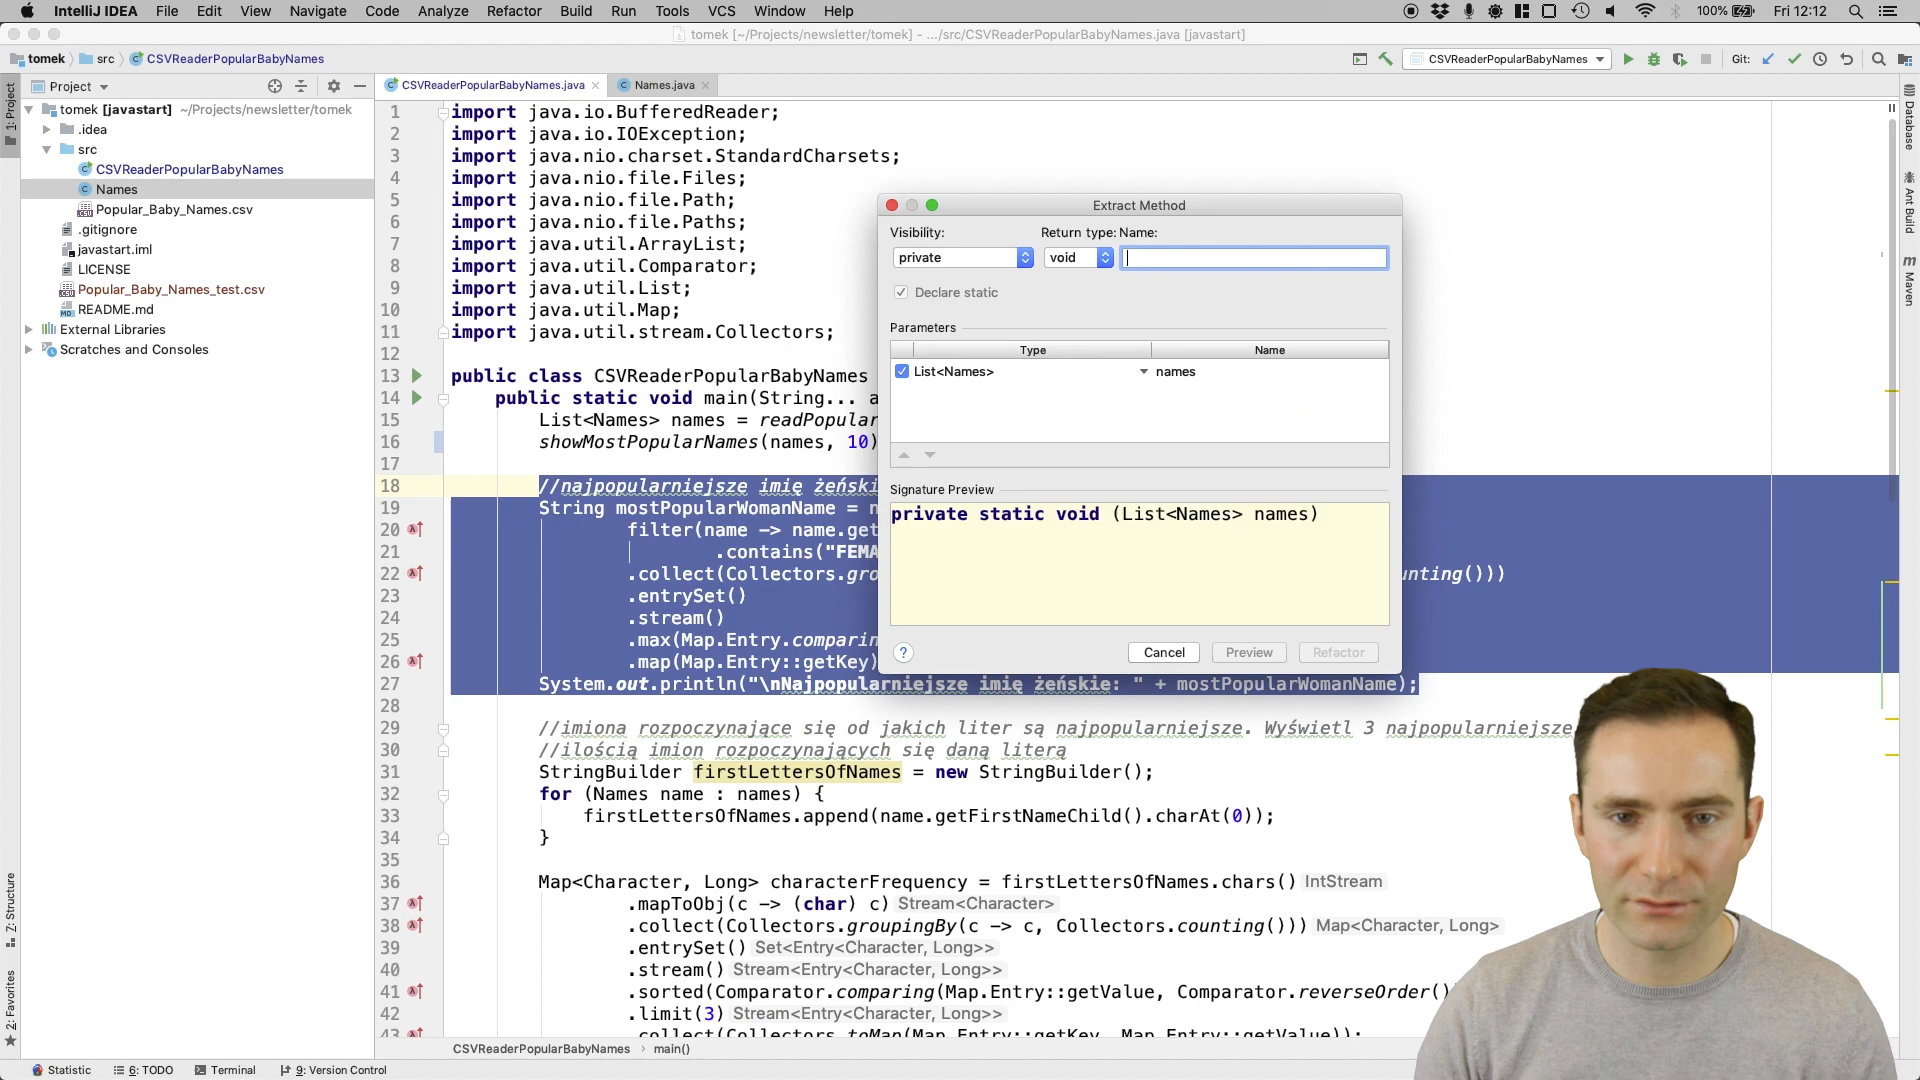 IntelliJ IDEA File Edit View Navigate Code Analyze Refactor Build Run Tools VCS Window Help 100% Fri 12:12
tomek [~/Projects/newsletter/tomek] - .../src/CSVReaderPopularBabyNames.java [javastart]
tomek src CSVReaderPopularBabyNames CSVReaderPopularBabyNames Git:
Project CSVReaderPopularBabyNames.java Names.java
1: Project
Database
Ant Build
Maven
Z: Structure
2: Favorites
tomek [javastart] ~/Projects/newsletter/tomek
.idea
src
CSVReaderPopularBabyNames
Names
Popular_Baby_Names.csv
.gitignore
javastart.iml
LICENSE
Popular_Baby_Names_test.csv
README.md
External Libraries
Scratches and Consoles
1 import java.io.BufferedReader;
2 import java.io.IOException;
3 import java.nio.charset.StandardCharsets;
4 import java.nio.file.Files;
5 import java.nio.file.Path;
6 import java.nio.file.Paths;
7 import java.util.ArrayList;
8 import java.util.Comparator;
9 import java.util.List;
10 import java.util.Map;
11 import java.util.stream.Collectors;
12
13 public class CSVReaderPopularBabyNames
14 public static void main(String... a
15 List<Names> names = readPopular
16 showMostPopularNames(names, 10)
17
18 //najpopularniejsze imię żeński
19 String mostPopularWomanName = n
20 filter(name -> name.get
21 .contains("FEMA
22 .collect(Collectors.gro unting()))
23 .entrySet()
24 .stream()
25 .max(Map.Entry.comparin
26 .map(Map.Entry::getKey)
27 System.out.println("\nNajpopularniejsze imię żeńskie: " + mostPopularWomanName);
28
29 //imiona rozpoczynające się od jakich liter są najpopularniejsze. Wyświetl 3 najpopularniejsze
30 //ilością imion rozpoczynających się daną literą
31 StringBuilder firstLettersOfNames = new StringBuilder();
32 for (Names name : names) {
33 firstLettersOfNames.append(name.getFirstNameChild().charAt(0));
34 }
35
36 Map<Character, Long> characterFrequency = firstLettersOfNames.chars() IntStream
37 .mapToObj(c -> (char) c) Stream<Character>
38 .collect(Collectors.groupingBy(c -> c, Collectors.counting())) Map<Character, Long>
39 .entrySet() Set<Entry<Character, Long>>
40 .stream() Stream<Entry<Character, Long>>
41 .sorted(Comparator.comparing(Map.Entry::getValue, Comparator.reverseOrder()
42 .limit(3) Stream<Entry<Character, Long>>
43 .collect(Collectors.toMap(Map.Entry::getKey, Map.Entry::getValue));
CSVReaderPopularBabyNames main()
Extract Method
Visibility: Return type: Name:
private void
Declare static
Parameters
Type Name
List<Names> names
Signature Preview
private static void (List<Names> names)
? Cancel Preview Refactor
Statistic 6: TODO Terminal 9: Version Control